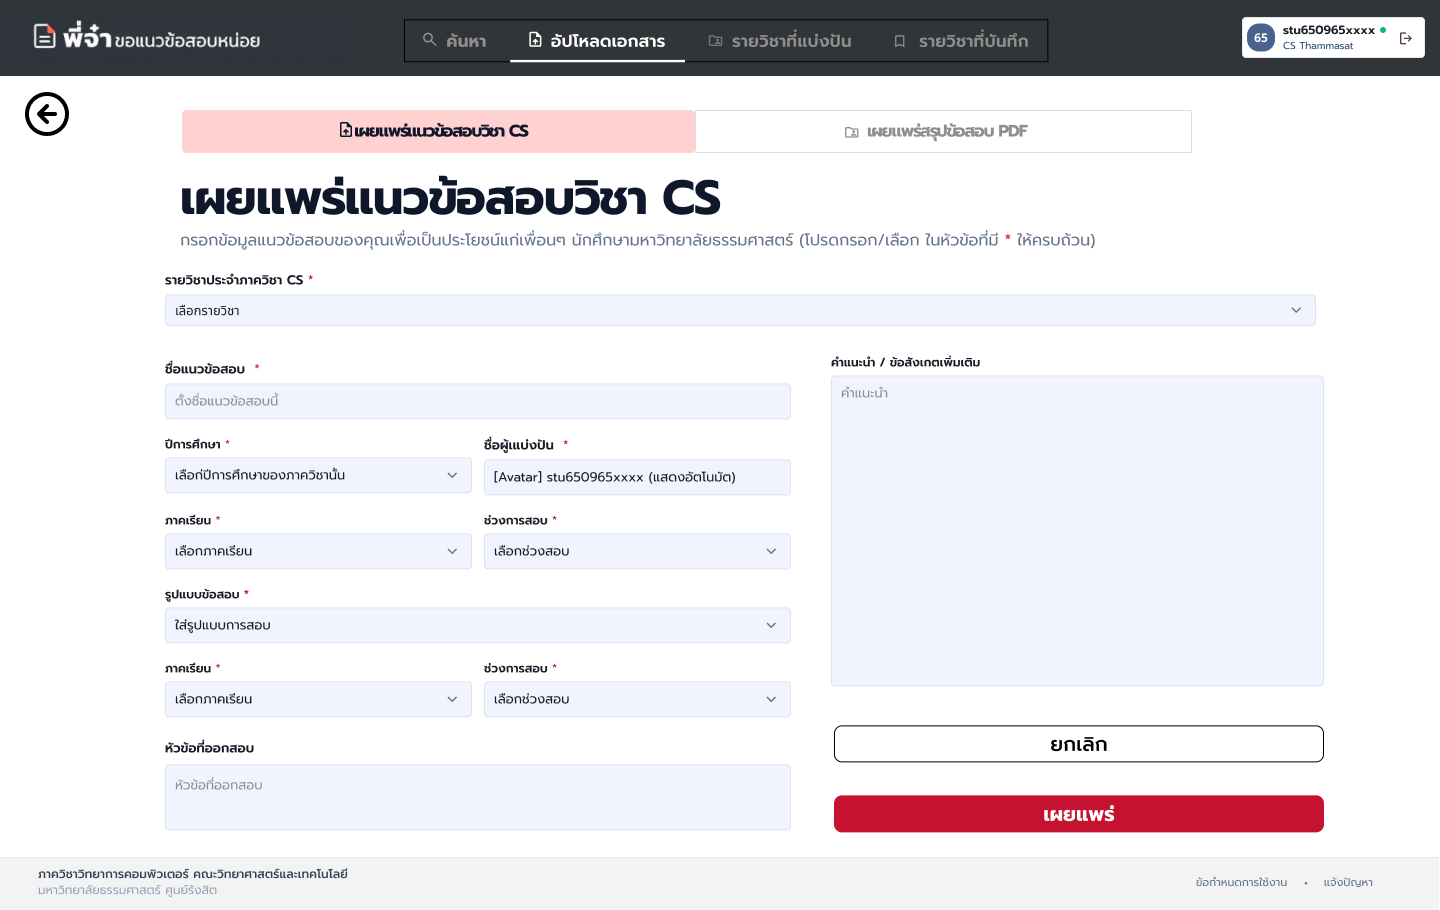 พี่จ๋า ขอแนวข้อสอบหน่อย
ค้นหา
อัปโหลดเอกสาร
รายวิชาที่แบ่งปัน
รายวิชาที่บันทึก
65
stu650965xxxx
CS Thammasat
เผยแพร่แนวข้อสอบวิชา CS
เผยแพร่สรุปข้อสอบ PDF
เผยแพร่แนวข้อสอบวิชา CS
กรอกข้อมูลแนวข้อสอบของคุณเพื่อเป็นประโยชน์แก่เพื่อนๆ นักศึกษามหาวิทยาลัยธรรมศาสตร์ (โปรดกรอก/เลือก ในหัวข้อที่มี * ให้ครบถ้วน)
รายวิชาประจำภาควิชา CS *
เลือกรายวิชา
ชื่อแนวข้อสอบ *
ตั้งชื่อแนวข้อสอบนี้
ปีการศึกษา *
ชื่อผู้แบ่งปัน *
เลือก่ปีการศึกษาของภาควิชานั้น
[Avatar] stu650965xxxx (แสดงอัตโนมัต)
ภาคเรียน *
ช่วงการสอบ *
เลือกภาคเรียน
เลือกช่วงสอบ
รูปแบบข้อสอบ *
ใส่รูปแบบการสอบ
ภาคเรียน *
ช่วงการสอบ *
เลือกภาคเรียน
เลือกช่วงสอบ
หัวข้อที่ออกสอบ
หัวข้อที่ออกสอบ
คำแนะนำ / ข้อสังเกตเพิ่มเติม
คำแนะนำ
ยกเลิก
เผยแพร่
ภาควิชาวิทยาการคอมพิวเตอร์ คณะวิทยาศาสตร์และเทคโนโลยี
มหาวิทยาลัยธรรมศาสตร์ ศูนย์รังสิต
ข้อกำหนดการใช้งาน • แจ้งปัญหา